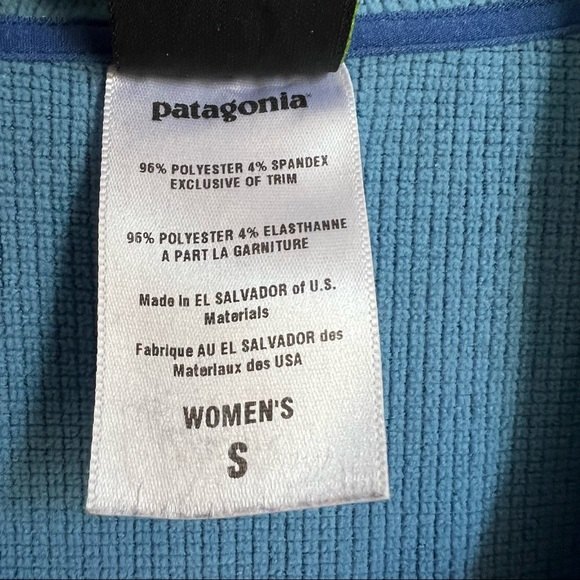 patagonia
96% POLYESTER 4% SPANDEX
EXCLUSIVE OF TRIM
96% POLYESTER 4% ELASTHANNE
A PART LA GARNITURE
Made in EL SALVADOR of U.S.
Materials
Fabrique AU EL SALVADOR des
Materiaux des USA
WOMEN'S
S